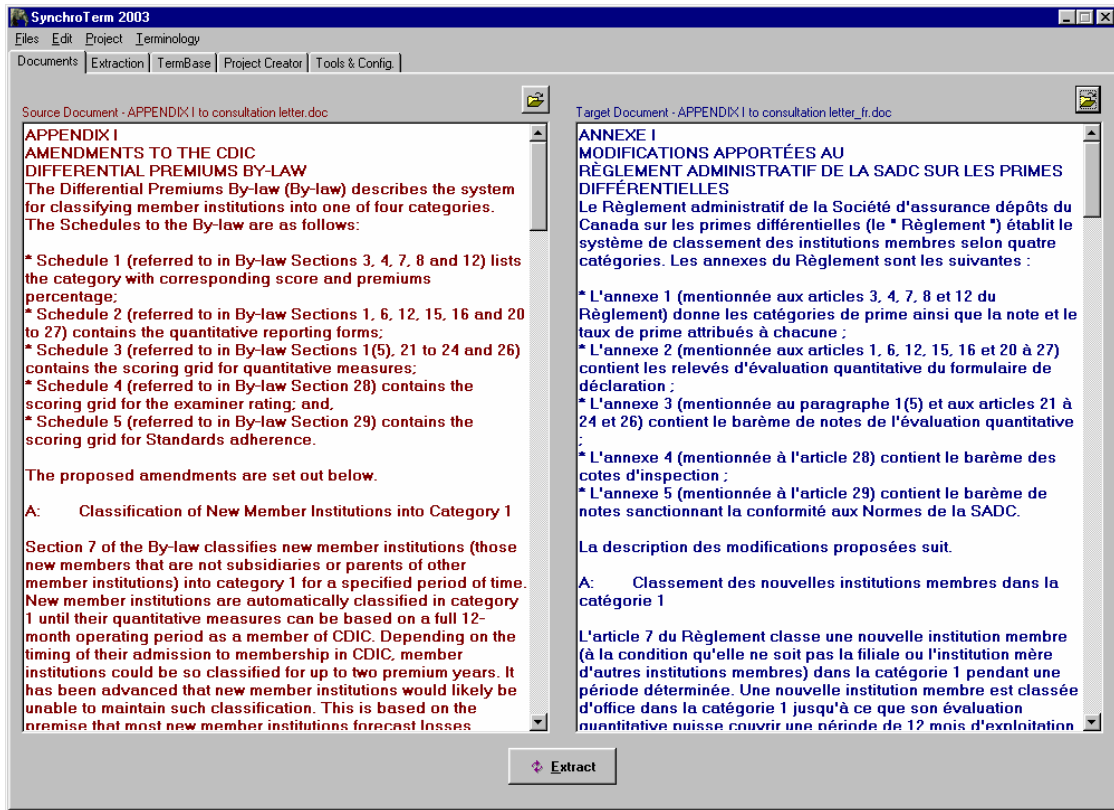 SynchroTerm 2003
Files Edit Project Terminology
Documents Extraction TermBase Project Creator Tools & Config.
Source Document - APPENDIX I to consultation letter.doc
APPENDIX I
AMENDMENTS TO THE CDIC
DIFFERENTIAL PREMIUMS BY-LAW
The Differential Premiums By-law (By-law) describes the system
for classifying member institutions into one of four categories.
The Schedules to the By-law are as follows:
* Schedule 1 (referred to in By-law Sections 3, 4, 7, 8 and 12) lists
the category with corresponding score and premiums
percentage;
* Schedule 2 (referred to in By-law Sections 1, 6, 12, 15, 16 and 20
to 27) contains the quantitative reporting forms;
* Schedule 3 (referred to in By-law Sections 1(5), 21 to 24 and 26)
contains the scoring grid for quantitative measures;
* Schedule 4 (referred to in By-law Section 28) contains the
scoring grid for the examiner rating; and,
* Schedule 5 (referred to in By-law Section 29) contains the
scoring grid for Standards adherence.
The proposed amendments are set out below.
A: Classification of New Member Institutions into Category 1
Section 7 of the By-law classifies new member institutions (those
new members that are not subsidiaries or parents of other
member institutions) into category 1 for a specified period of time.
New member institutions are automatically classified in category
1 until their quantitative measures can be based on a full 12-
month operating period as a member of CDIC. Depending on the
timing of their admission to membership in CDIC, member
institutions could be so classified for up to two premium years. It
has been advanced that new member institutions would likely be
unable to maintain such classification. This is based on the
premise that most new member institutions forecast losses
Target Document - APPENDIX I to consultation letter_fr.doc
ANNEXE I
MODIFICATIONS APPORTÉES AU
RÈGLEMENT ADMINISTRATIF DE LA SADC SUR LES PRIMES
DIFFÉRENTIELLES
Le Règlement administratif de la Société d'assurance dépôts du
Canada sur les primes différentielles (le " Règlement ") établit le
système de classement des institutions membres selon quatre
catégories. Les annexes du Règlement sont les suivantes :
* L'annexe 1 (mentionnée aux articles 3, 4, 7, 8 et 12 du
Règlement) donne les catégories de prime ainsi que la note et le
taux de prime attribués à chacune ;
* L'annexe 2 (mentionnée aux articles 1, 6, 12, 15, 16 et 20 à 27)
contient les relevés d'évaluation quantitative du formulaire de
déclaration ;
* L'annexe 3 (mentionnée au paragraphe 1(5) et aux articles 21 à
24 et 26) contient le barème de notes de l'évaluation quantitative
;
* L'annexe 4 (mentionnée à l'article 28) contient le barème des
cotes d'inspection ;
* L'annexe 5 (mentionnée à l'article 29) contient le barème de
notes sanctionnant la conformité aux Normes de la SADC.
La description des modifications proposées suit.
A: Classement des nouvelles institutions membres dans la
catégorie 1
L'article 7 du Règlement classe une nouvelle institution membre
(à la condition qu'elle ne soit pas la filiale ou l'institution mère
d'autres institutions membres) dans la catégorie 1 pendant une
période déterminée. Une nouvelle institution membre est classée
d'office dans la catégorie 1 jusqu'à ce que son évaluation
quantitative puisse couvrir une période de 12 mois d'exploitation
Extract